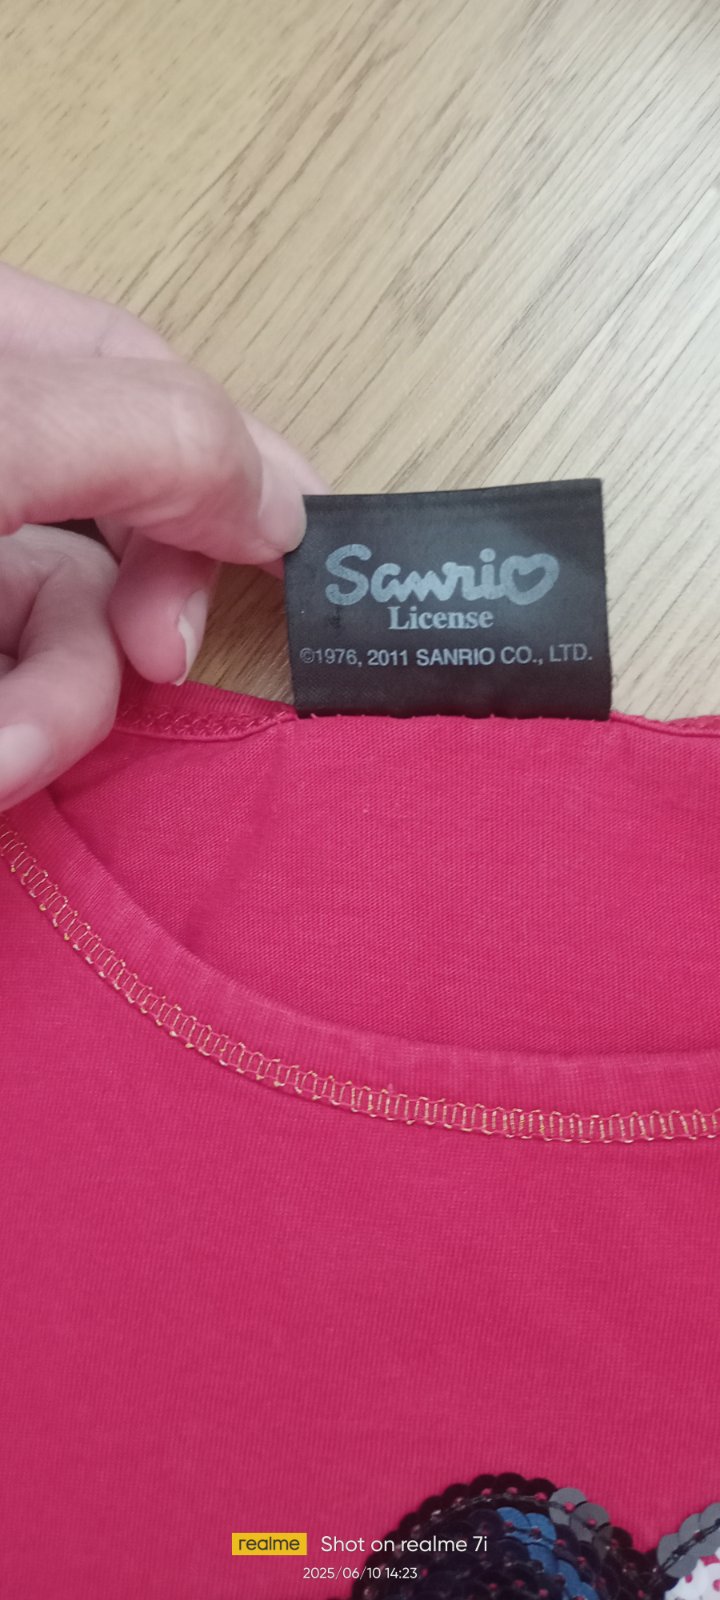 Sanrio
License
©1976, 2011 SANRIO CO., LTD.
realme Shot on realme 7i
2025/06/10 14:23